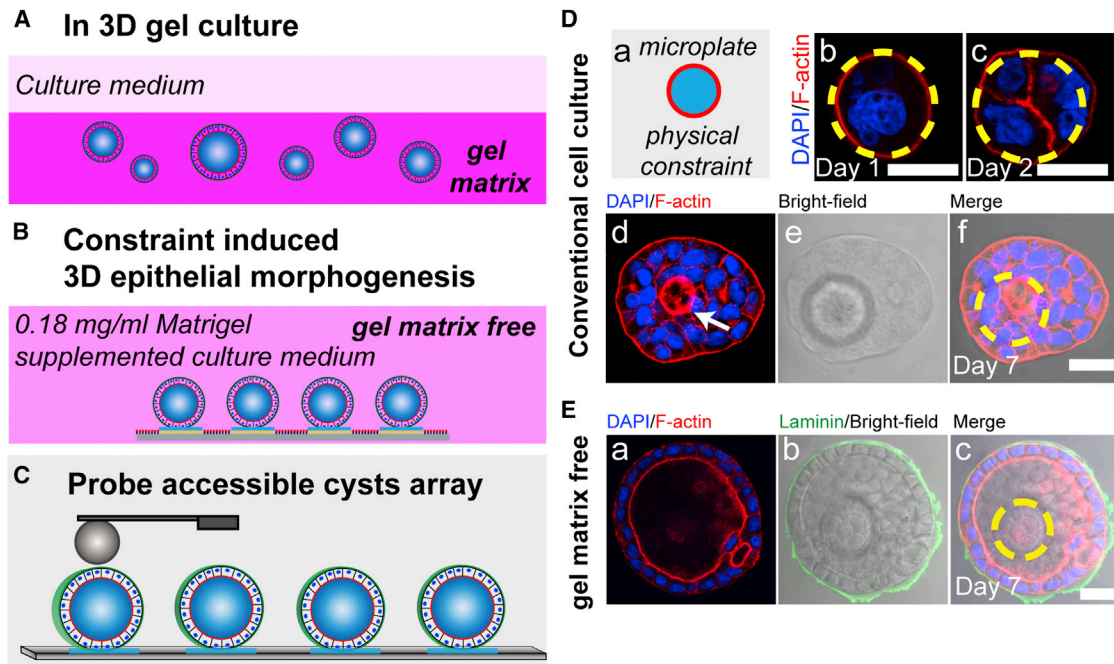 A
In 3D gel culture
Culture medium
gel
matrix
B
Constraint induced
3D epithelial morphogenesis
0.18 mg/ml Matrigel
gel matrix free
supplemented culture medium
C
Probe accessible cysts array
D
Conventional cell culture
a
microplate
physical
constraint
DAPI/F-actin
b
Day 1
c
Day 2
DAPI/F-actin
Bright-field
Merge
d
e
f
Day 7
E
gel matrix free
DAPI/F-actin
Laminin/Bright-field
Merge
a
b
c
Day 7